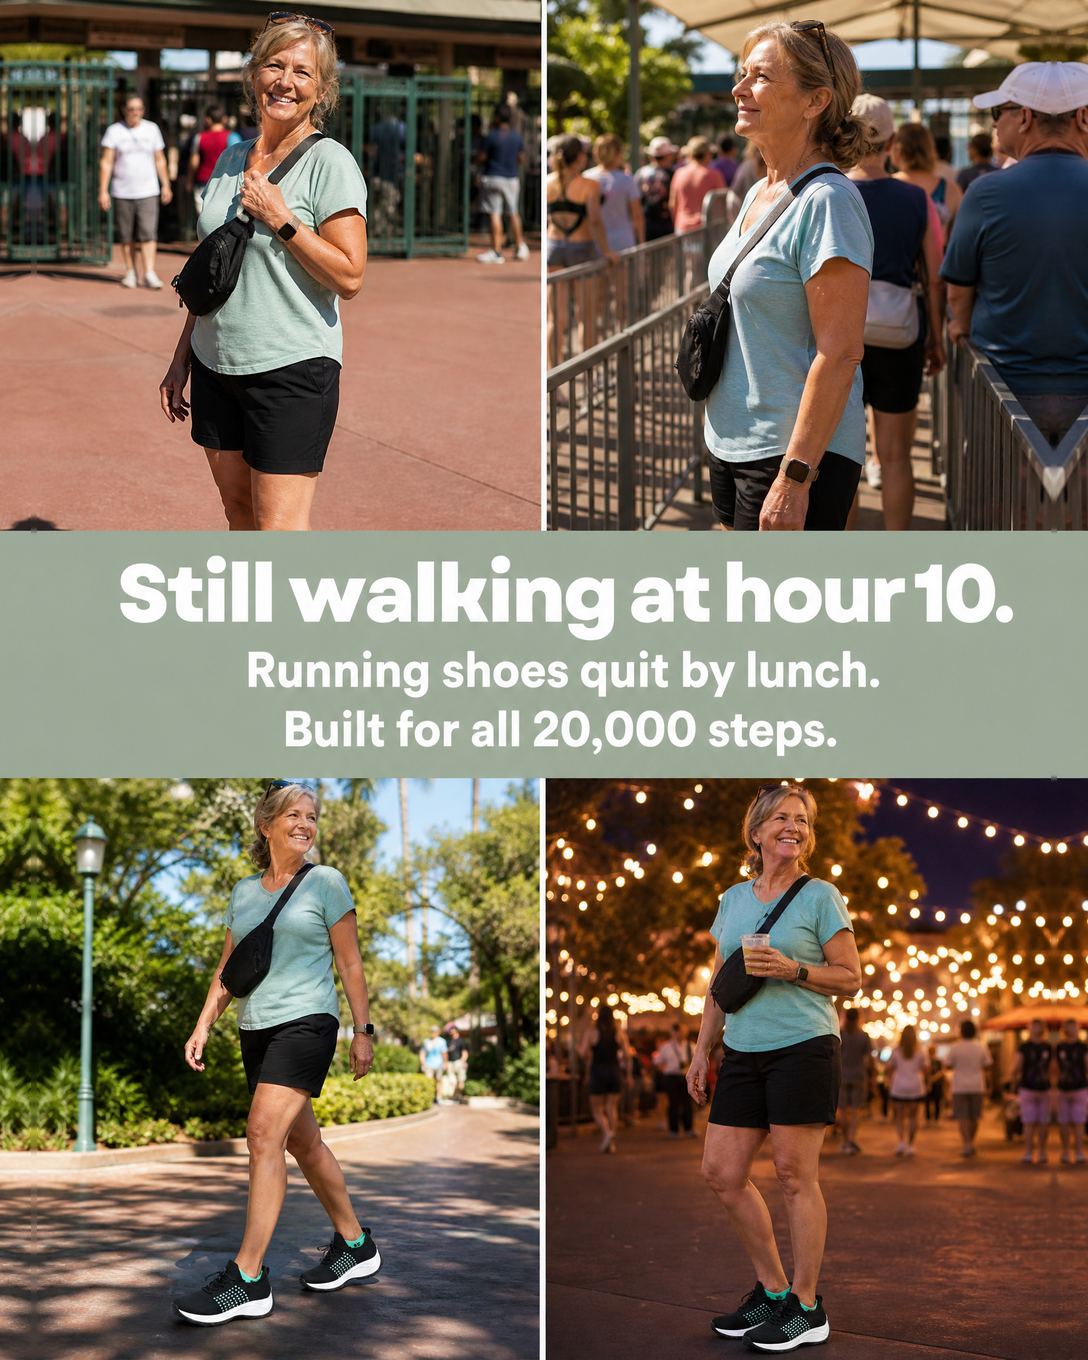 Still walking at hour 10.
Running shoes quit by lunch.
Built for all 20,000 steps.